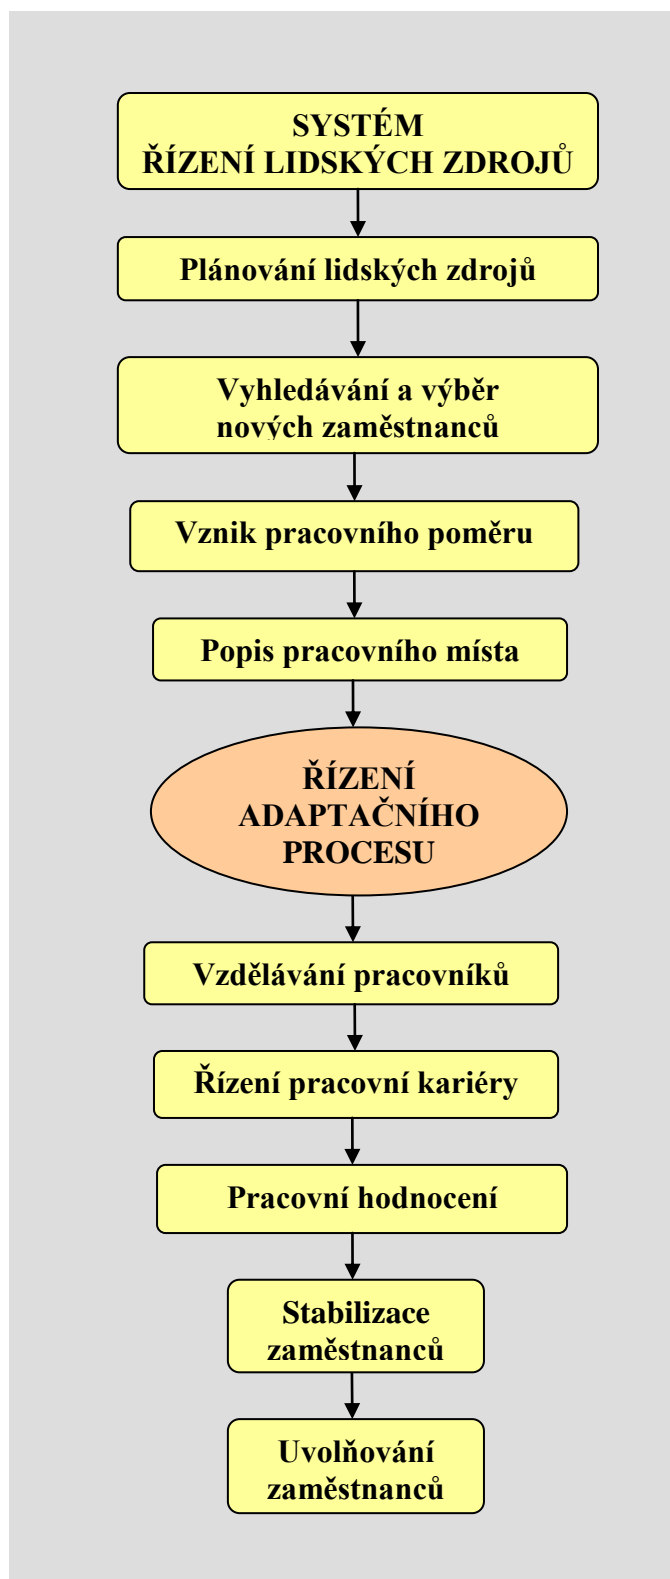 SYSTÉM
ŘÍZENÍ LIDSKÝCH ZDROJŮ
Plánování lidských zdrojů
Vyhledávání a výběr
nových zaměstnanců
Vznik pracovního poměru
Popis pracovního místa
ŘÍZENÍ
ADAPTAČNÍHO
PROCESU
Vzdělávání pracovníků
Řízení pracovní kariéry
Pracovní hodnocení
Stabilizace
zaměstnanců
Uvolňování
zaměstnanců